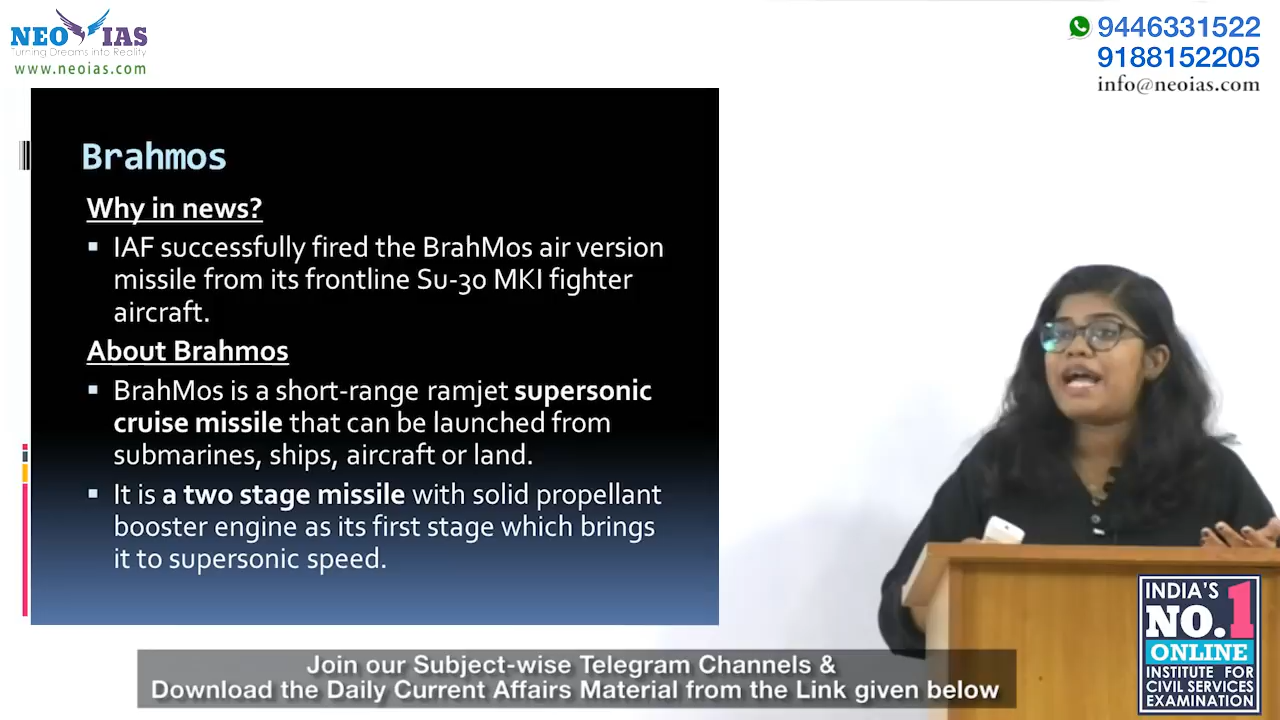 NEO IAS
Turning Dreams into Reality
www.neoias.com
9446331522
9188152205
info@neoias.com
Brahmos
Why in news?
▪ IAF successfully fired the BrahMos air version
missile from its frontline Su-30 MKI fighter
aircraft.
About Brahmos
▪ BrahMos is a short-range ramjet supersonic
cruise missile that can be launched from
submarines, ships, aircraft or land.
▪ It is a two stage missile with solid propellant
booster engine as its first stage which brings
it to supersonic speed.
INDIA'S
NO.1
ONLINE
INSTITUTE FOR
CIVIL SERVICES
EXAMINATION
Join our Subject-wise Telegram Channels &
Download the Daily Current Affairs Material from the Link given below